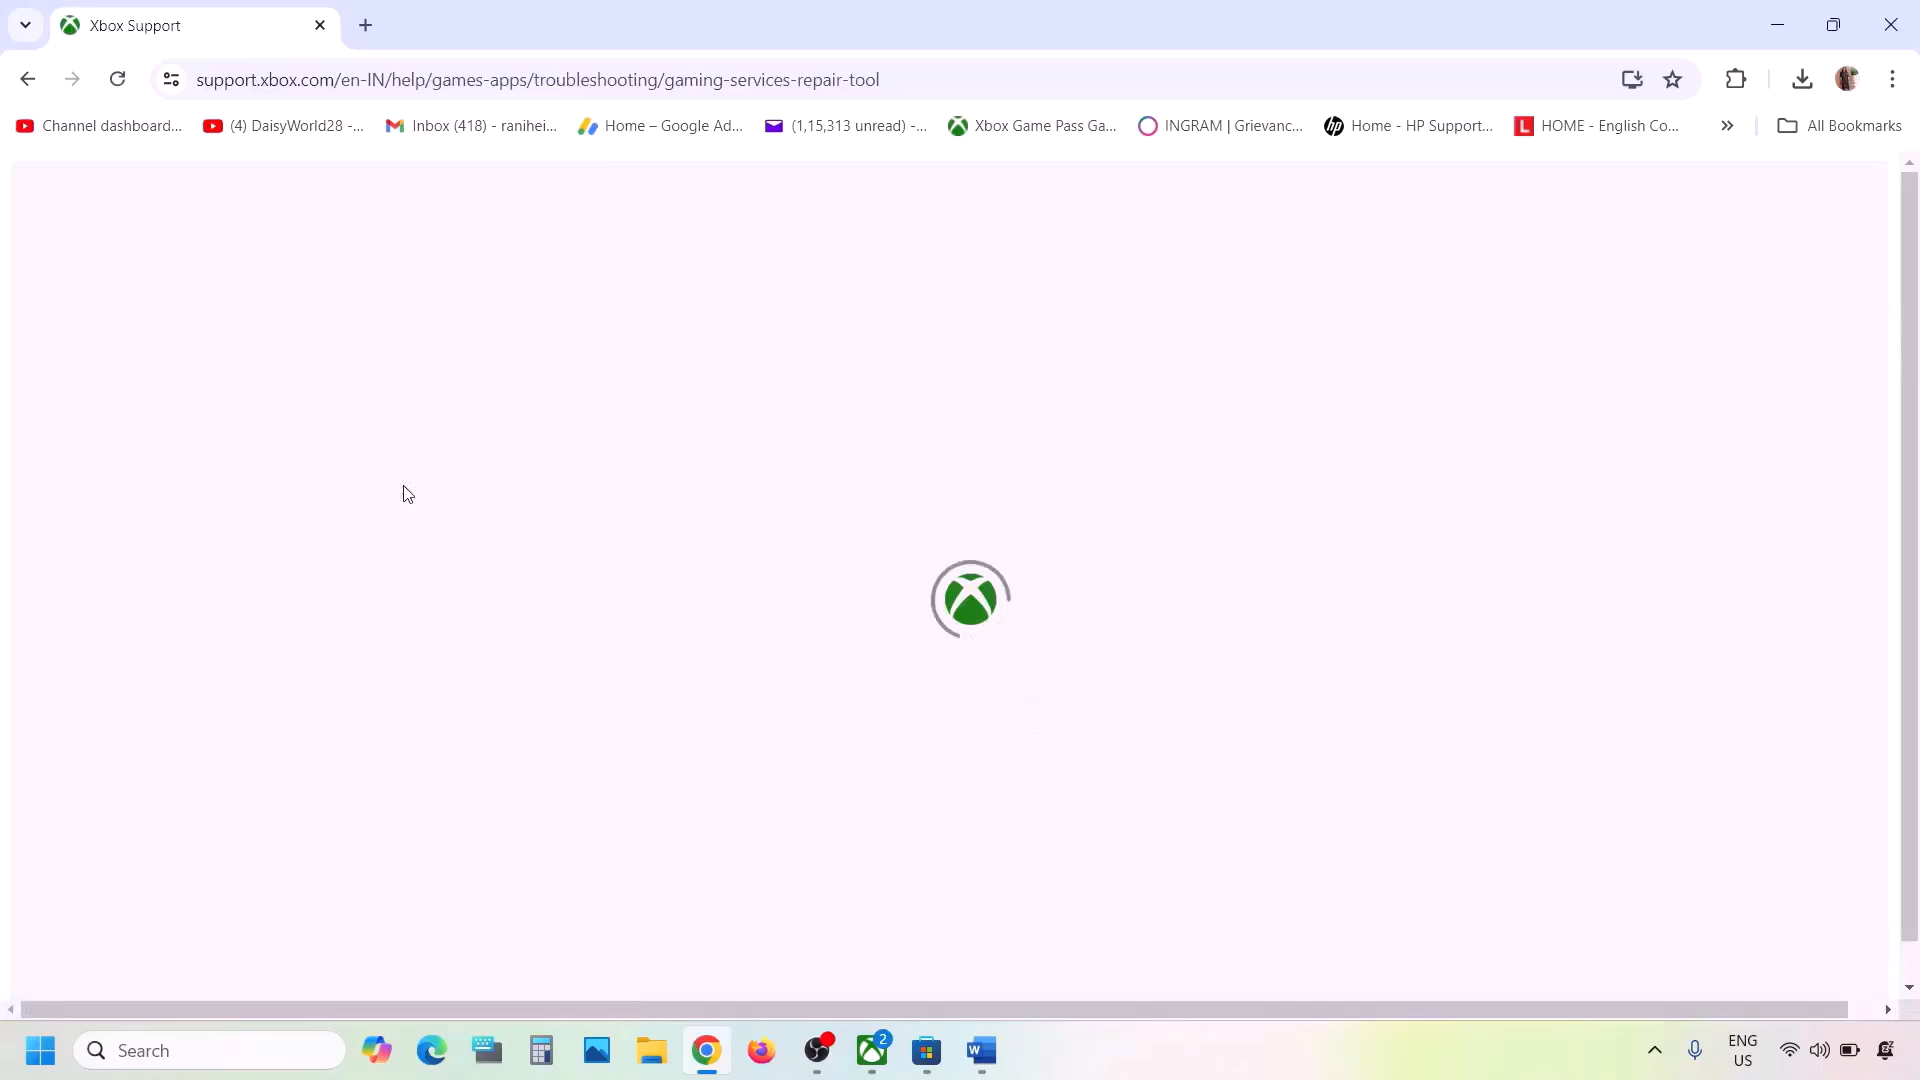 Xbox Support
support.xbox.com/en-IN/help/games-apps/troubleshooting/gaming-services-repair-tool
Channel dashboard... (4) DaisyWorld28 -... Inbox (418) - ranihei... Home – Google Ad... (1,15,313 unread) -... Xbox Game Pass Ga... INGRAM | Grievanc... hp Home - HP Support... L HOME - English Co... All Bookmarks
Search 2 W ENG
US